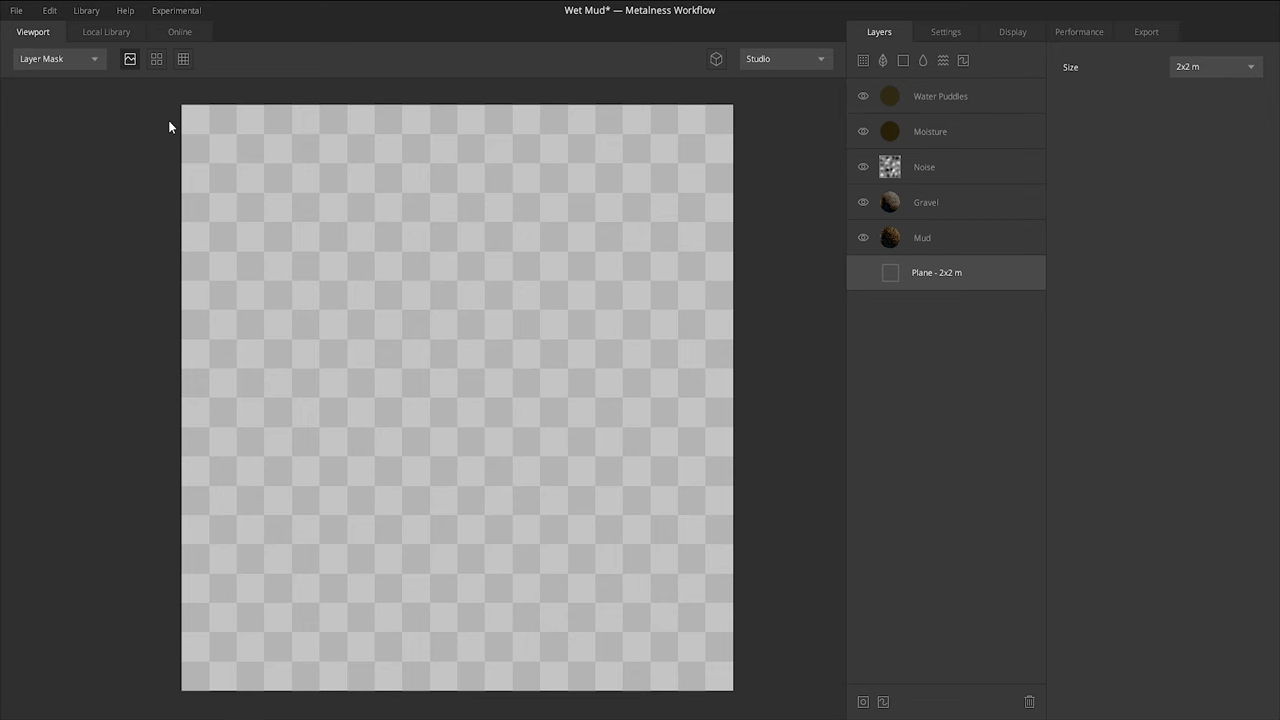 File Edit Library Help Experimental
Wet Mud* — Metalness Workflow
Viewport Local Library Online
Layers Settings Display Performance Export
Layer Mask
Studio
Size 2x2 m
Water Puddles
Moisture
Noise
Gravel
Mud
Plane - 2x2 m